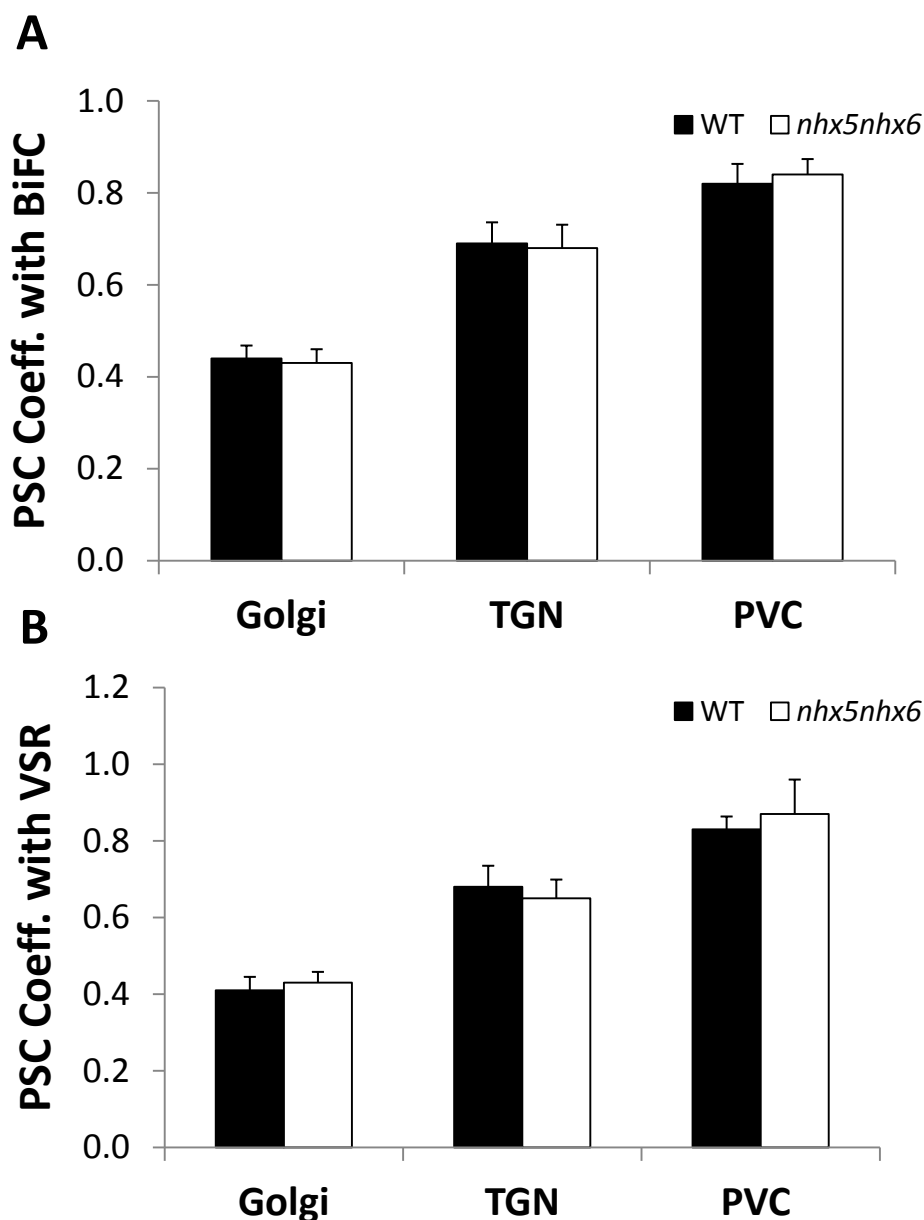 A
PSC Coeff. with BiFC
1.0
0.8
0.6
0.4
0.2
0.0
WT nhx5nhx6
Golgi TGN PVC
B
PSC Coeff. with VSR
1.2
1.0
0.8
0.6
0.4
0.2
0.0
WT nhx5nhx6
Golgi TGN PVC